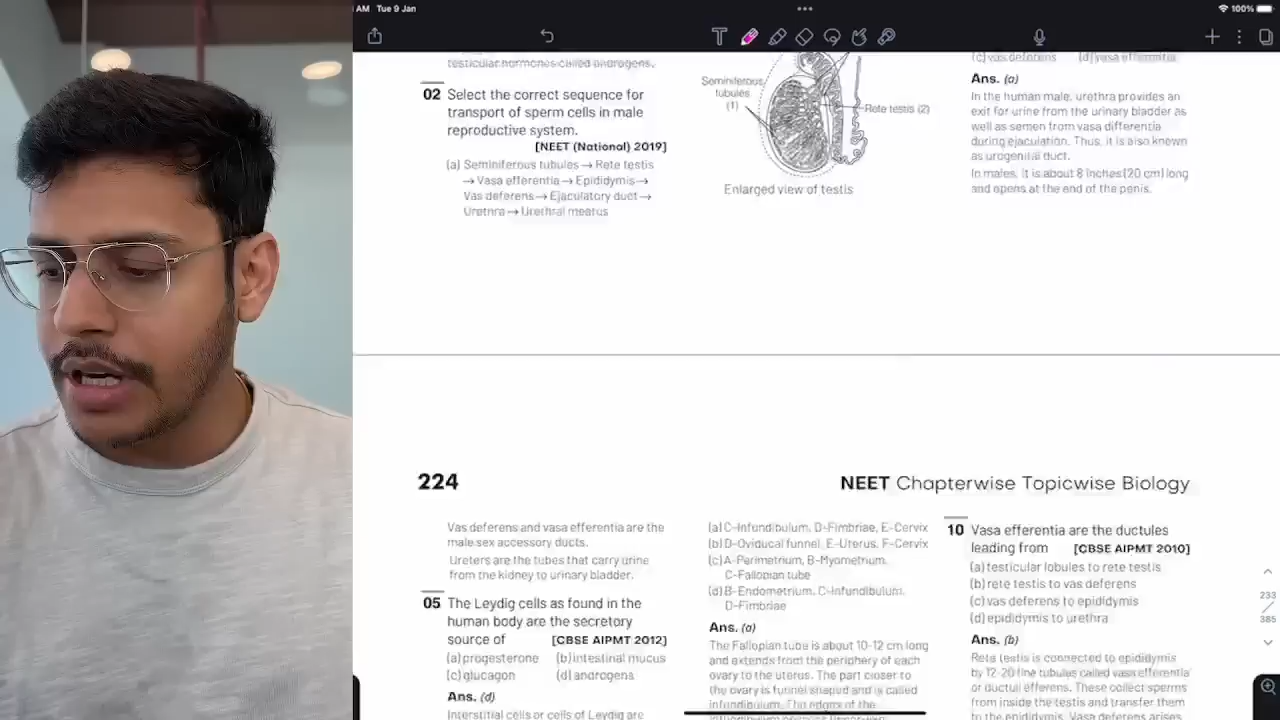 AM Tue 9 Jan
100%
testicular hormones called androgens.
02 Select the correct sequence for
transport of sperm cells in male
reproductive system.
[NEET (National) 2019]
(a) Seminiferous tubules → Rete testis
→ Vasa efferentia → Epididymis →
Vas deferens → Ejaculatory duct →
Urethra → Urethral meatus
Seminiferous
tubules
(1)
Rete testis (2)
Enlarged view of testis
(c) vas deferens (d) vasa efferentia
Ans. (a)
In the human male, urethra provides an
exit for urine from the urinary bladder as
well as semen from vasa differentia
during ejaculation. Thus, it is also known
as urogenital duct.
In males, it is about 8 inches (20 cm) long
and opens at the end of the penis.
224
NEET Chapterwise Topicwise Biology
Vas deferens and vasa efferentia are the
male sex accessory ducts.
Ureters are the tubes that carry urine
from the kidney to urinary bladder.
05 The Leydig cells as found in the
human body are the secretory
source of [CBSE AIPMT 2012]
(a) progesterone (b) intestinal mucus
(c) glucagon (d) androgens
Ans. (d)
Interstitial cells or cells of Leydig are
(a) C-Infundibulum, D-Fimbriae, E-Cervix
(b) D-Oviducal funnel, E-Uterus, F-Cervix
(c) A-Perimetrium, B-Myometrium,
C-Fallopian tube
(d) B-Endometrium, C-Infundibulum,
D-Fimbriae
Ans. (a)
The Fallopian tube is about 10-12 cm long
and extends from the periphery of each
ovary to the uterus. The part closer to
the ovary is funnel shaped and is called
infundibulum. The edges of the
10 Vasa efferentia are the ductules
leading from [CBSE AIPMT 2010]
(a) testicular lobules to rete testis
(b) rete testis to vas deferens
(c) vas deferens to epididymis
(d) epididymis to urethra
Ans. (b)
Rete testis is connected to epididymis
by 12-20 fine tubules called vasa efferentia
or ductuli efferens. These collect sperms
from inside the testis and transfer them
to the epididymis. Vasa deferens arises
233
385